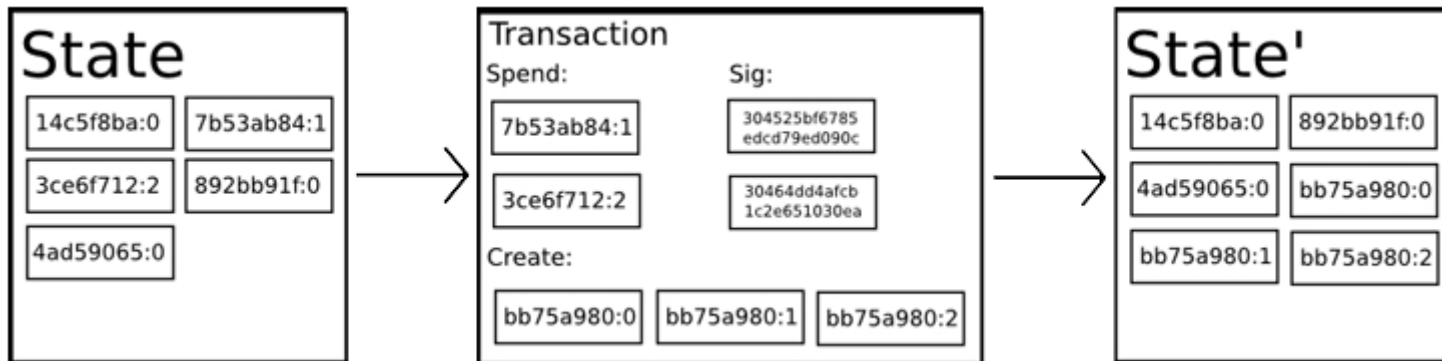 State
14c5f8ba:0 7b53ab84:1
3ce6f712:2 892bb91f:0
4ad59065:0
Transaction
Spend: Sig:
7b53ab84:1 304525bf6785
edcd79ed090c
3ce6f712:2 30464dd4afcb
1c2e651030ea
Create:
bb75a980:0 bb75a980:1 bb75a980:2
State'
14c5f8ba:0 892bb91f:0
4ad59065:0 bb75a980:0
bb75a980:1 bb75a980:2